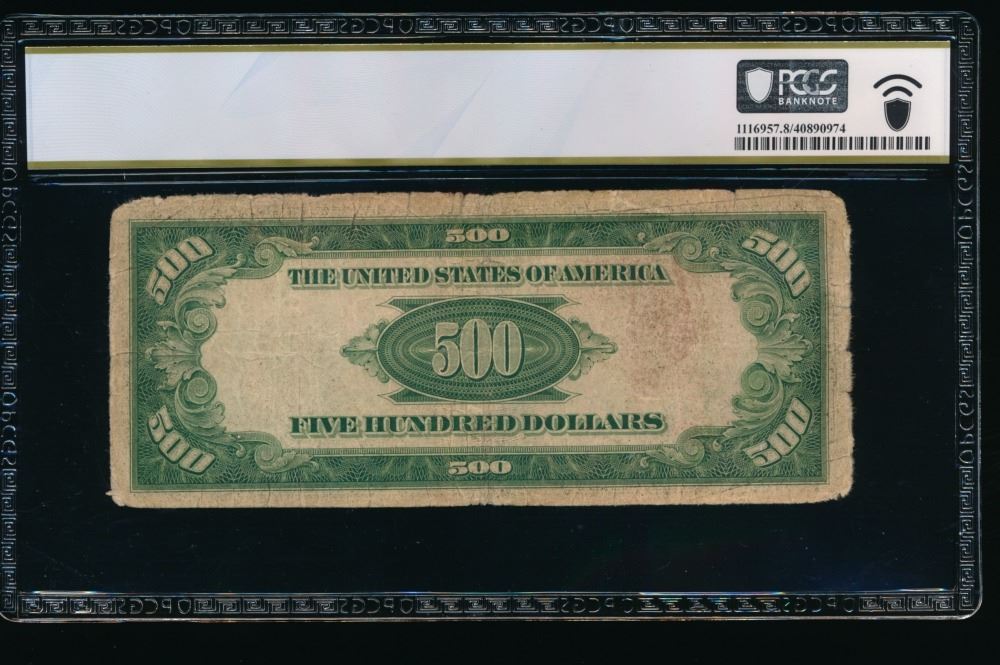 PCGS
BANKNOTE
1116957.8/40890974
500
500 500
THE UNITED STATES OF AMERICA
500
FIVE HUNDRED DOLLARS
500 500
500